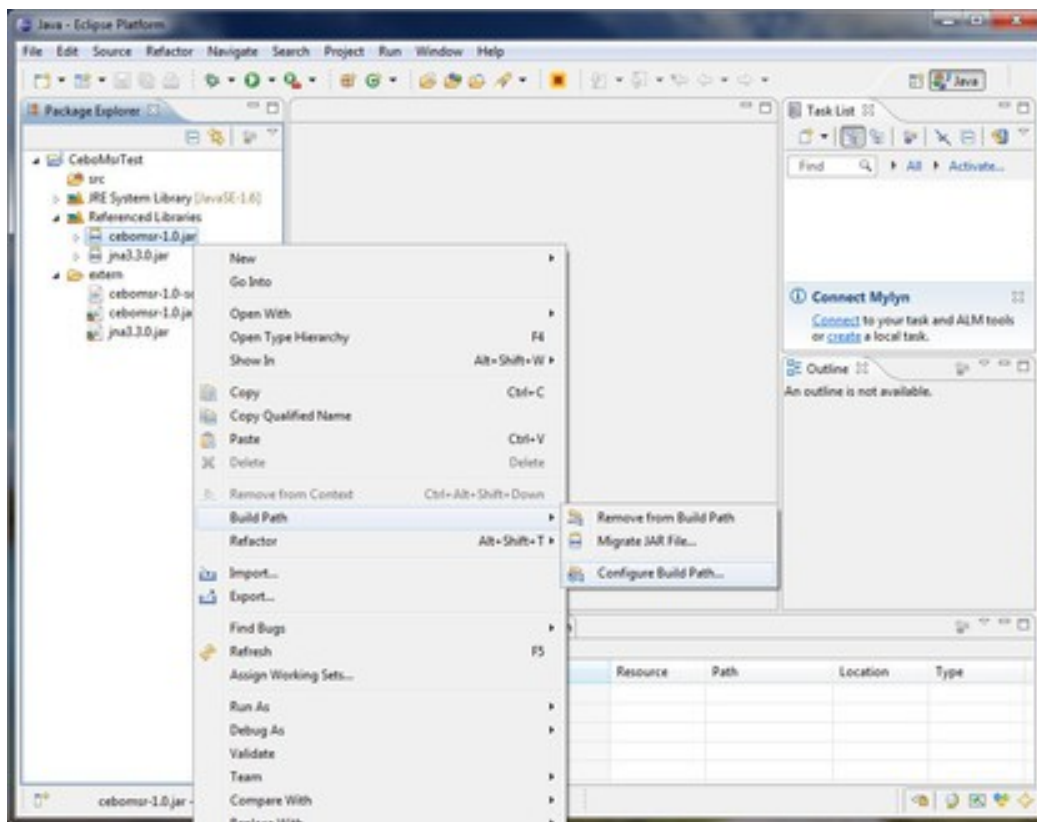 Java - Eclipse Platform
File Edit Source Refactor Navigate Search Project Run Window Help
Java
Package Explorer
CeboMsrTest
src
JRE System Library [JavaSE-1.6]
Referenced Libraries
cebomsr-1.0.jar
jna3.3.0.jar
extern
cebomsr-1.0-so
cebomsr-1.0.ja
jna3.3.0.jar
New
Go Into
Open With
Open Type Hierarchy F4
Show In Alt+Shift+W
Copy Ctrl+C
Copy Qualified Name
Paste Ctrl+V
Delete Delete
Remove from Context Ctrl+Alt+Shift+Down
Build Path
Refactor Alt+Shift+T
Import...
Export...
Find Bugs
Refresh F5
Assign Working Sets...
Run As
Debug As
Validate
Team
Compare With
Replace With
Remove from Build Path
Migrate JAR File...
Configure Build Path...
Task List
Find All Activate...
Connect Mylyn
Connect to your task and ALM tools
or create a local task.
Outline
An outline is not available.
Resource Path Location Type
cebomsr-1.0.jar -